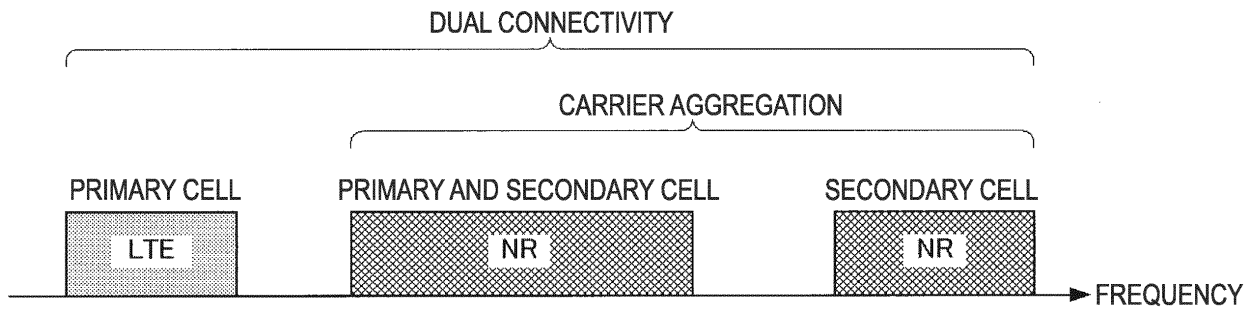 DUAL CONNECTIVITY
CARRIER AGGREGATION
PRIMARY CELL
PRIMARY AND SECONDARY CELL
SECONDARY CELL
LTE
NR
NR
FREQUENCY